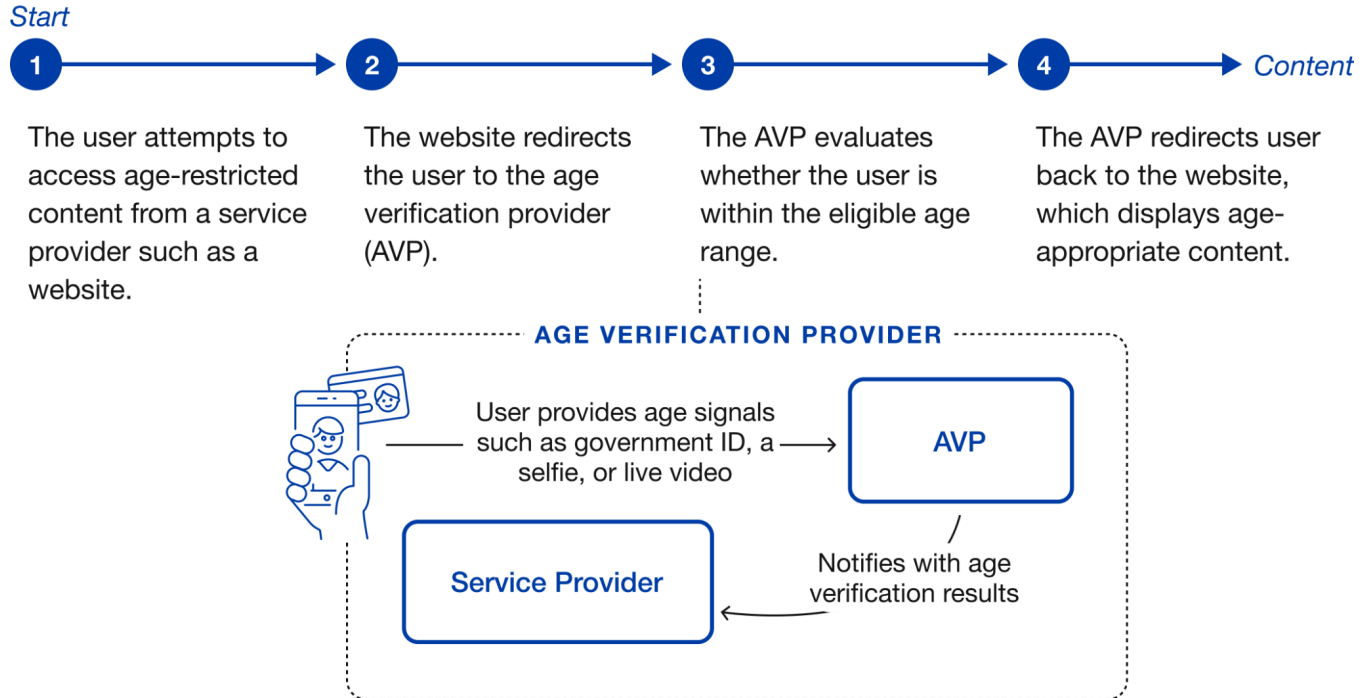 Start
1
2
3
4
Content
The user attempts to
access age-restricted
content from a service
provider such as a
website.
The website redirects
the user to the age
verification provider
(AVP).
The AVP evaluates
whether the user is
within the eligible age
range.
The AVP redirects user
back to the website,
which displays age-
appropriate content.
AGE VERIFICATION PROVIDER
User provides age signals
such as government ID, a
selfie, or live video
AVP
Service Provider
Notifies with age
verification results